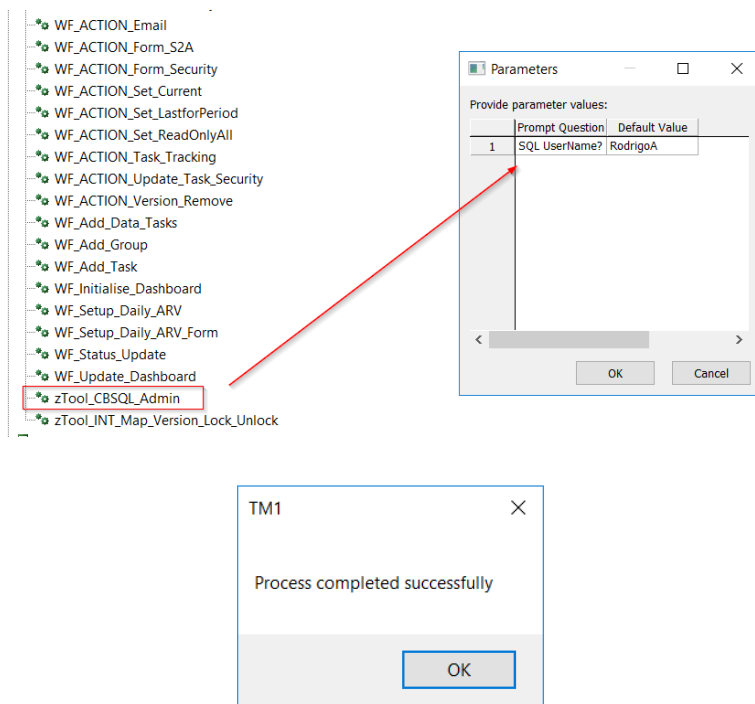 WF_ACTION_Email
WF_ACTION_Form_S2A
WF_ACTION_Form_Security
WF_ACTION_Set_Current
WF_ACTION_Set_LastforPeriod
WF_ACTION_Set_ReadOnlyAll
WF_ACTION_Task_Tracking
WF_ACTION_Update_Task_Security
WF_ACTION_Version_Remove
WF_Add_Data_Tasks
WF_Add_Group
WF_Add_Task
WF_Initialise_Dashboard
WF_Setup_Daily_ARV
WF_Setup_Daily_ARV_Form
WF_Status_Update
WF_Update_Dashboard
zTool_CBSQL_Admin
zTool_INT_Map_Version_Lock_Unlock
Parameters
Provide parameter values:
Prompt Question Default Value
1 SQL UserName? RodrigoA
OK Cancel
TM1
Process completed successfully
OK